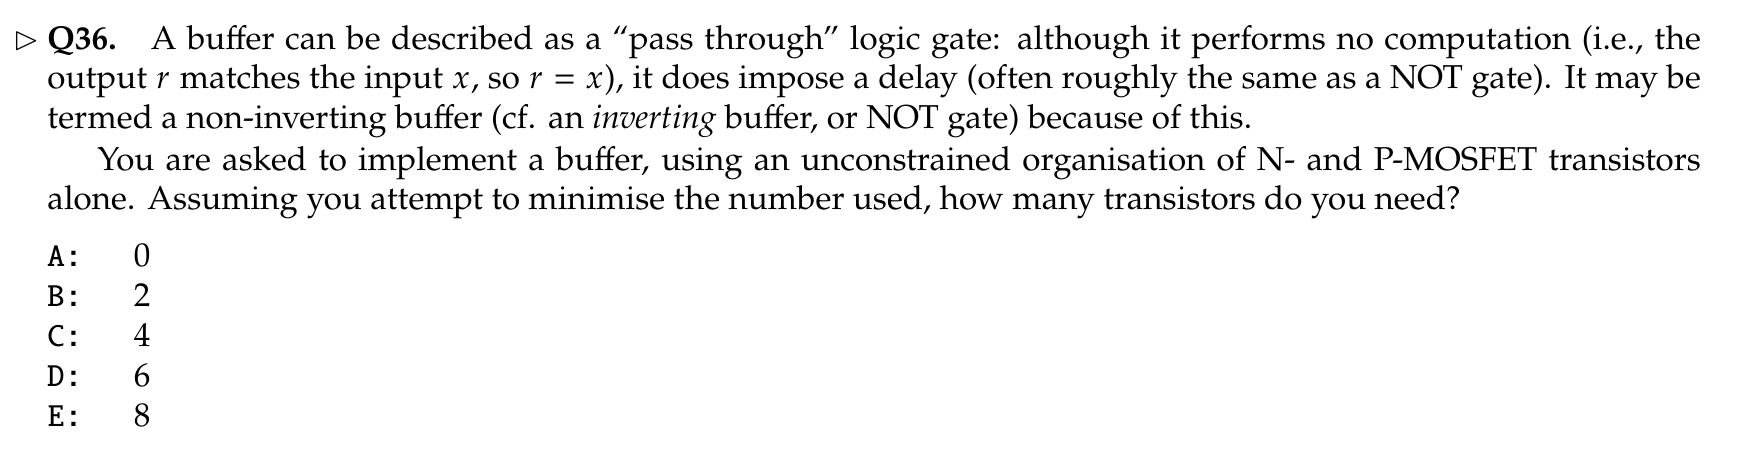 ▷ Q36. A buffer can be described as a “pass through” logic gate: although it performs no computation (i.e., the
output r matches the input x, so r = x), it does impose a delay (often roughly the same as a NOT gate). It may be
termed a non-inverting buffer (cf. an inverting buffer, or NOT gate) because of this.
You are asked to implement a buffer, using an unconstrained organisation of N- and P-MOSFET transistors
alone. Assuming you attempt to minimise the number used, how many transistors do you need?
A: 0
B: 2
C: 4
D: 6
E: 8